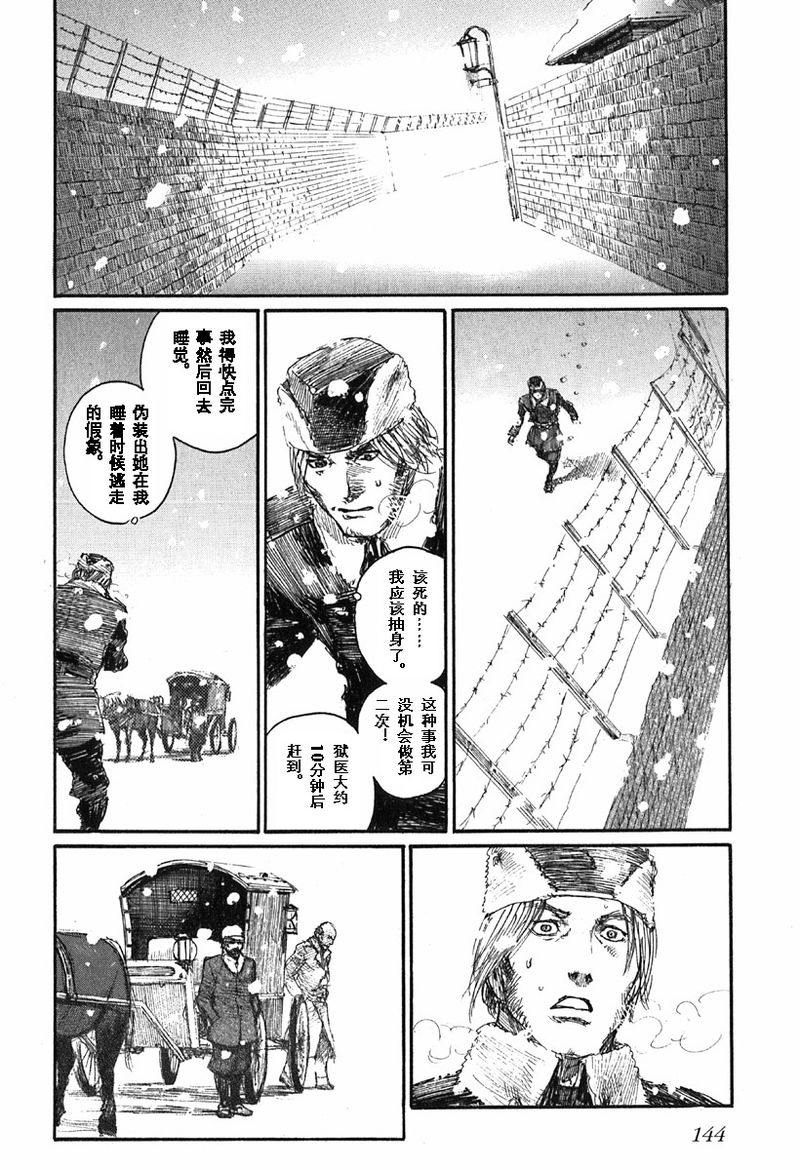 该死的……
我应该抽身了。
这种事我可
没机会做第
二次！
獄医大约
10分钟后
赶到。
我得快点完
事然后回去
睡觉。
伪装出她在我
睡着时候逃走
的假象。
144